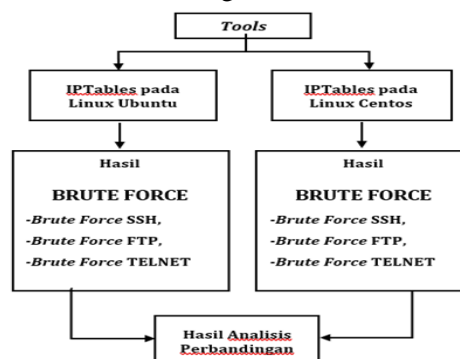 Tools
IPTables pada
Linux Ubuntu
IPTables pada
Linux Centos
Hasil
BRUTE FORCE
-Brute Force SSH,
-Brute Force FTP,
-Brute Force TELNET
Hasil
BRUTE FORCE
-Brute Force SSH,
-Brute Force FTP,
-Brute Force TELNET
Hasil Analisis
Perbandingan